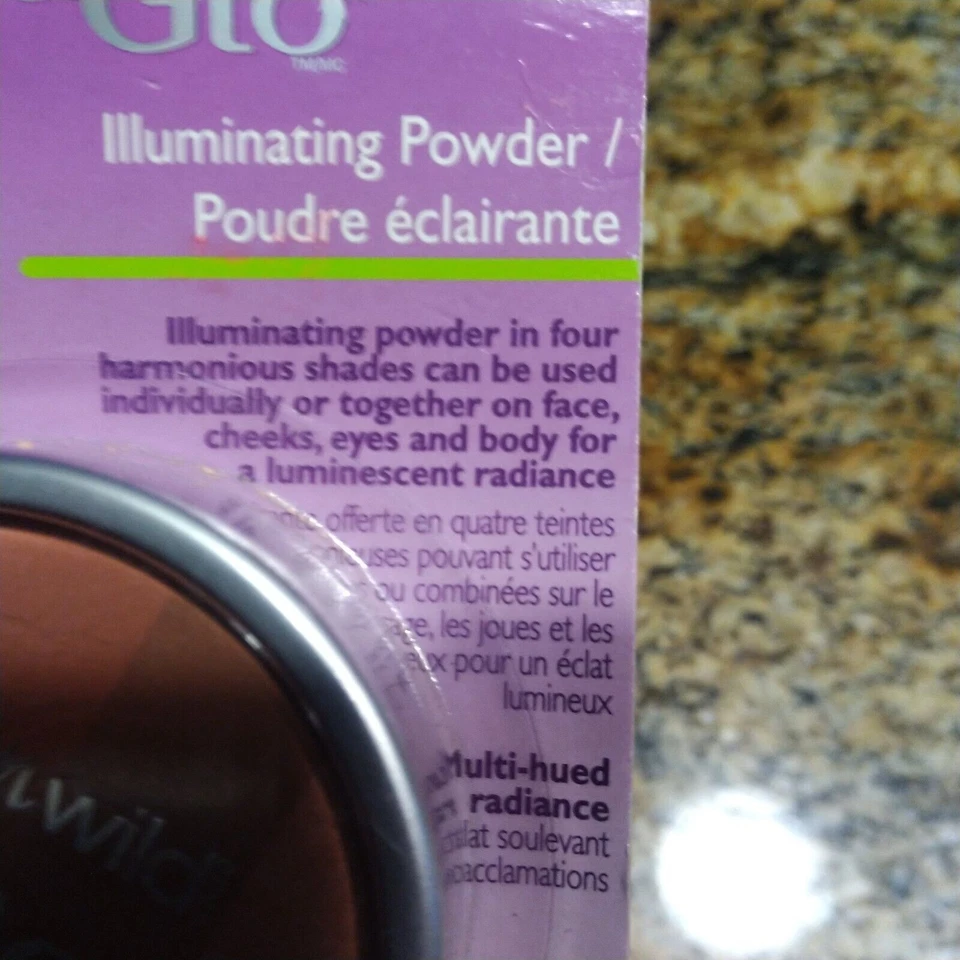 Glo
TM/MC
Illuminating Powder /
Poudre éclairante
Illuminating powder in four
harmonious shades can be used
individually or together on face,
cheeks, eyes and body for
a luminescent radiance
offerte en quatre teintes
pouvant s'utiliser
ou combinées sur le
les joues et les
pour un éclat
lumineux
Multi-hued
radiance
soulevant
acclamations
n wild